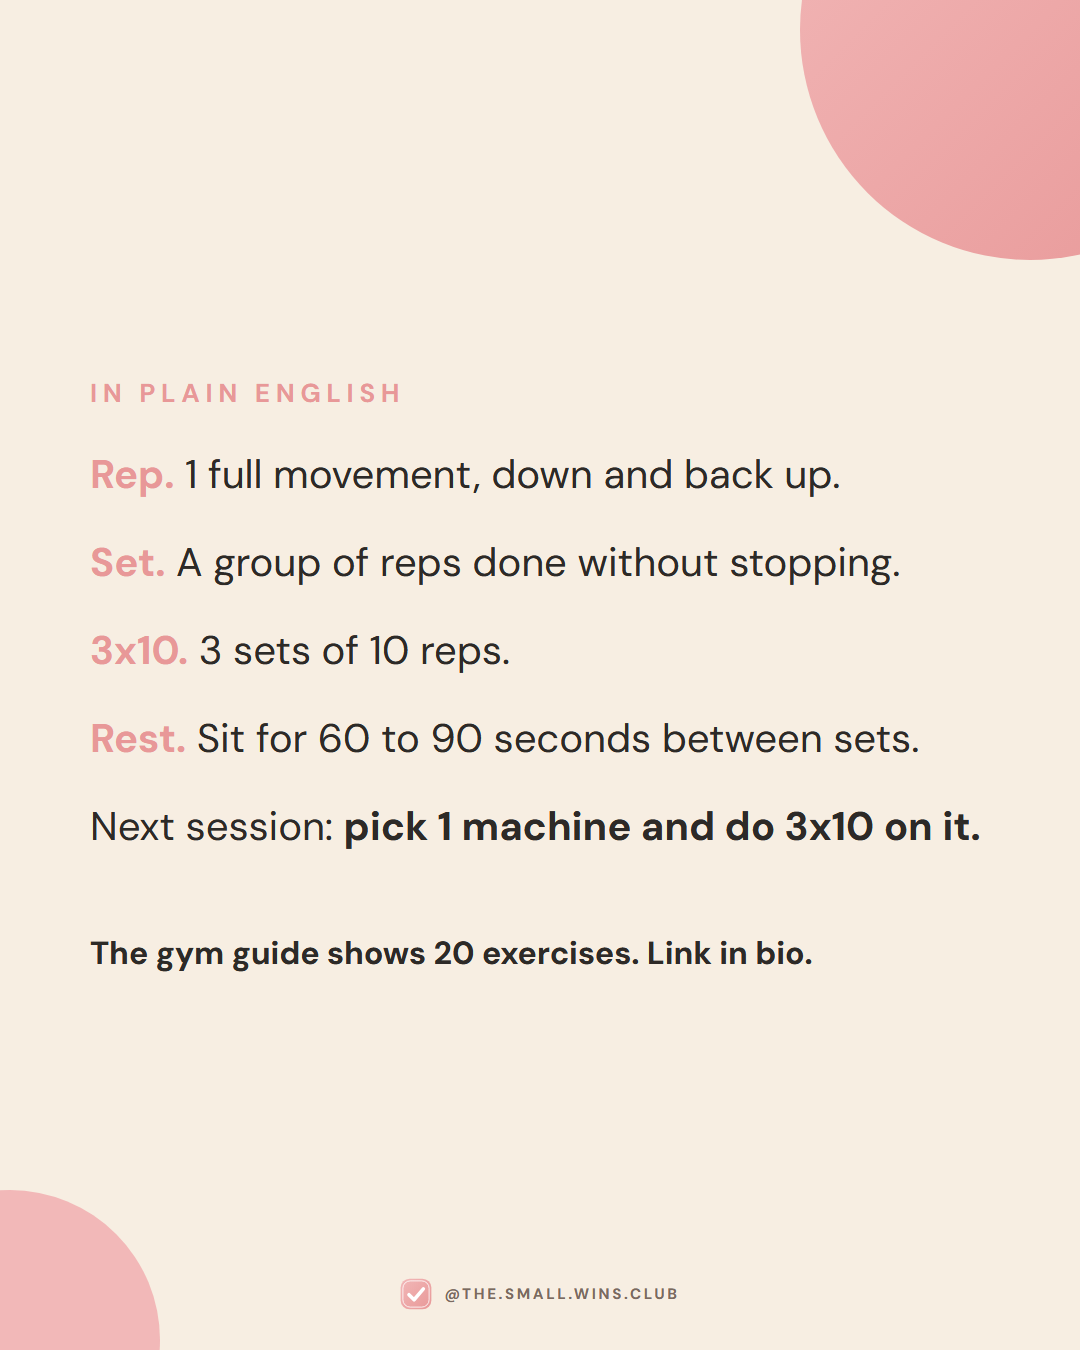 IN PLAIN ENGLISH
Rep. 1 full movement, down and back up.
Set. A group of reps done without stopping.
3x10. 3 sets of 10 reps.
Rest. Sit for 60 to 90 seconds between sets.
Next session: pick 1 machine and do 3x10 on it.
The gym guide shows 20 exercises. Link in bio.
@THE.SMALL.WINS.CLUB